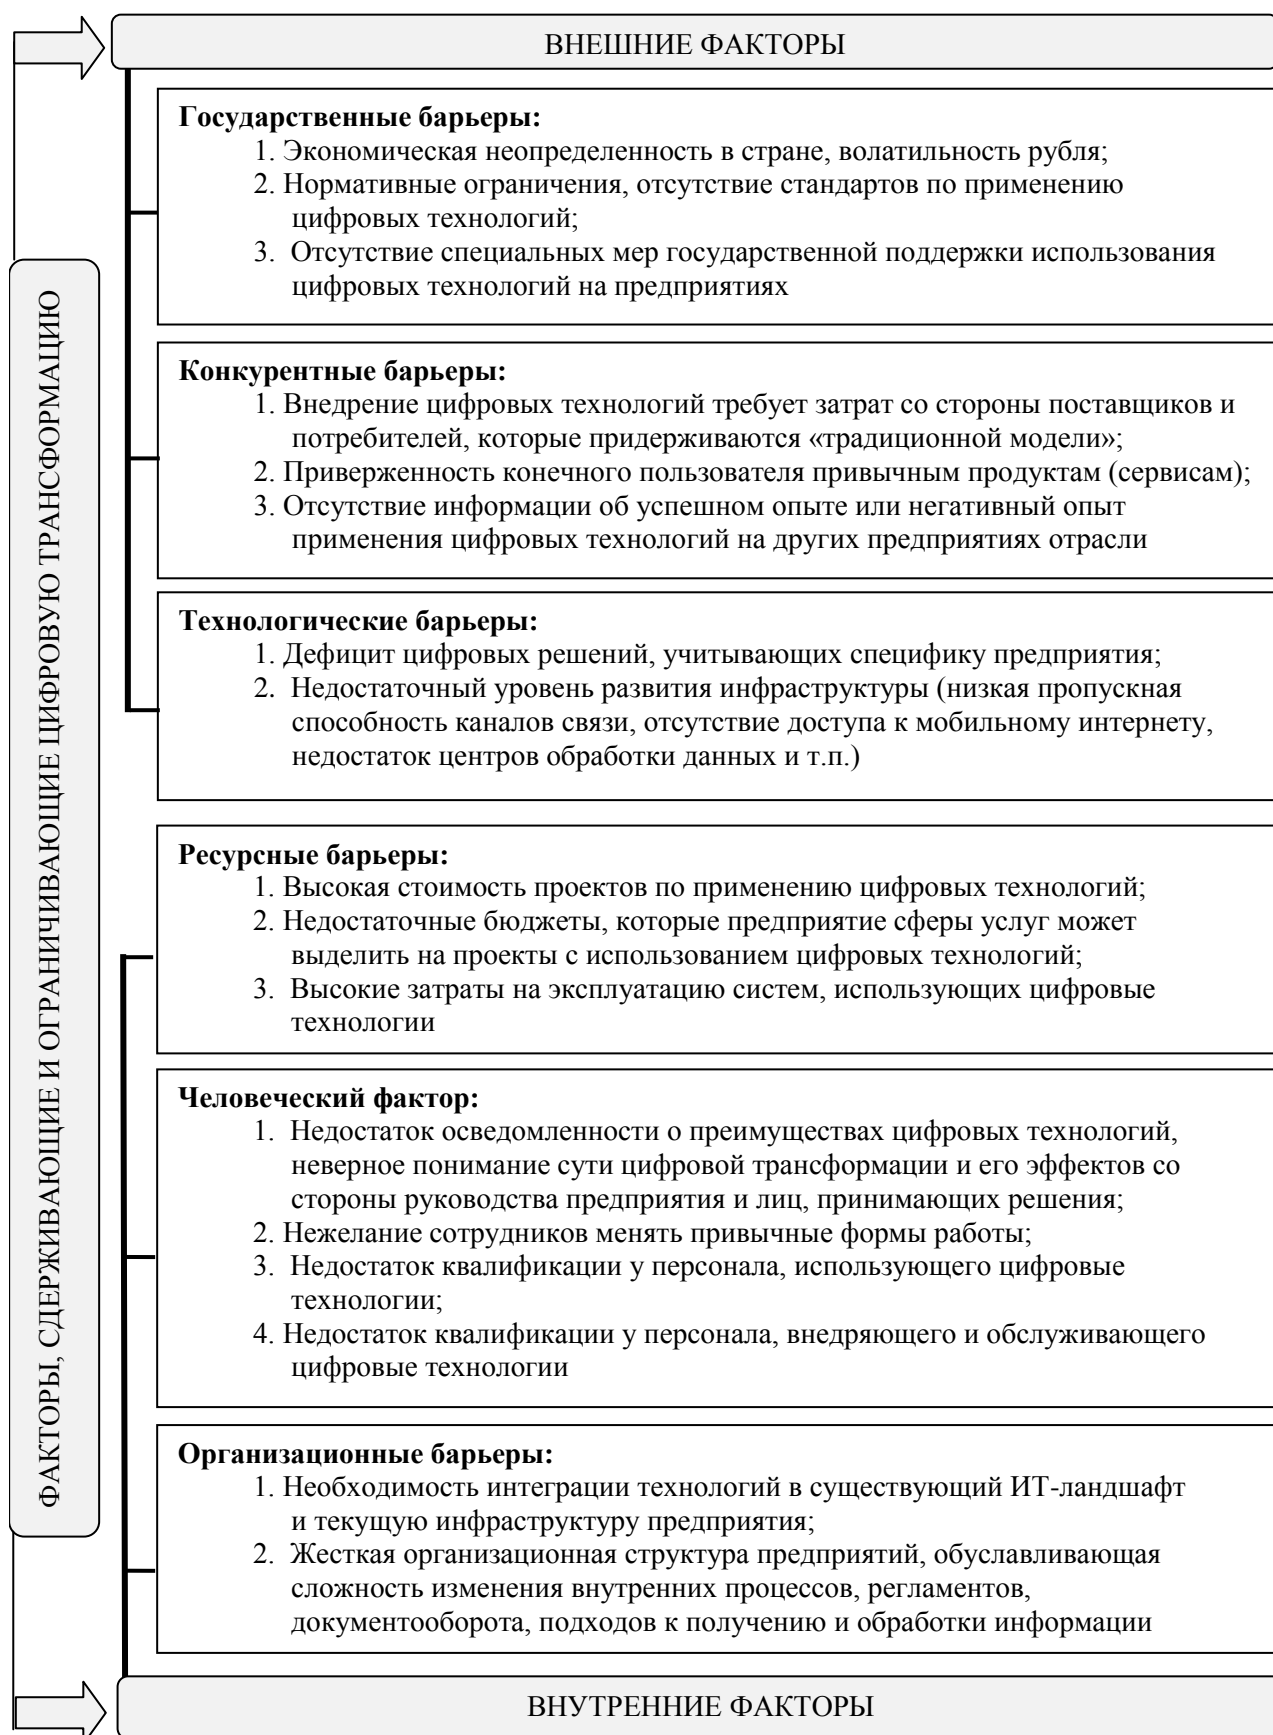 ВНЕШНИЕ ФАКТОРЫ
ФАКТОРЫ, СДЕРЖИВАЮЩИЕ И ОГРАНИЧИВАЮЩИЕ ЦИФРОВУЮ ТРАНСФОРМАЦИЮ
Государственные барьеры:
1. Экономическая неопределенность в стране, волатильность рубля;
2. Нормативные ограничения, отсутствие стандартов по применению
цифровых технологий;
3. Отсутствие специальных мер государственной поддержки использования
цифровых технологий на предприятиях
Конкурентные барьеры:
1. Внедрение цифровых технологий требует затрат со стороны поставщиков и
потребителей, которые придерживаются «традиционной модели»;
2. Приверженность конечного пользователя привычным продуктам (сервисам);
3. Отсутствие информации об успешном опыте или негативный опыт
применения цифровых технологий на других предприятиях отрасли
Технологические барьеры:
1. Дефицит цифровых решений, учитывающих специфику предприятия;
2. Недостаточный уровень развития инфраструктуры (низкая пропускная
способность каналов связи, отсутствие доступа к мобильному интернету,
недостаток центров обработки данных и т.п.)
Ресурсные барьеры:
1. Высокая стоимость проектов по применению цифровых технологий;
2. Недостаточные бюджеты, которые предприятие сферы услуг может
выделить на проекты с использованием цифровых технологий;
3. Высокие затраты на эксплуатацию систем, использующих цифровые
технологии
Человеческий фактор:
1. Недостаток осведомленности о преимуществах цифровых технологий,
неверное понимание сути цифровой трансформации и его эффектов со
стороны руководства предприятия и лиц, принимающих решения;
2. Нежелание сотрудников менять привычные формы работы;
3. Недостаток квалификации у персонала, использующего цифровые
технологии;
4. Недостаток квалификации у персонала, внедряющего и обслуживающего
цифровые технологии
Организационные барьеры:
1. Необходимость интеграции технологий в существующий ИТ-ландшафт
и текущую инфраструктуру предприятия;
2. Жесткая организационная структура предприятий, обуславливающая
сложность изменения внутренних процессов, регламентов,
документооборота, подходов к получению и обработки информации
ВНУТРЕННИЕ ФАКТОРЫ